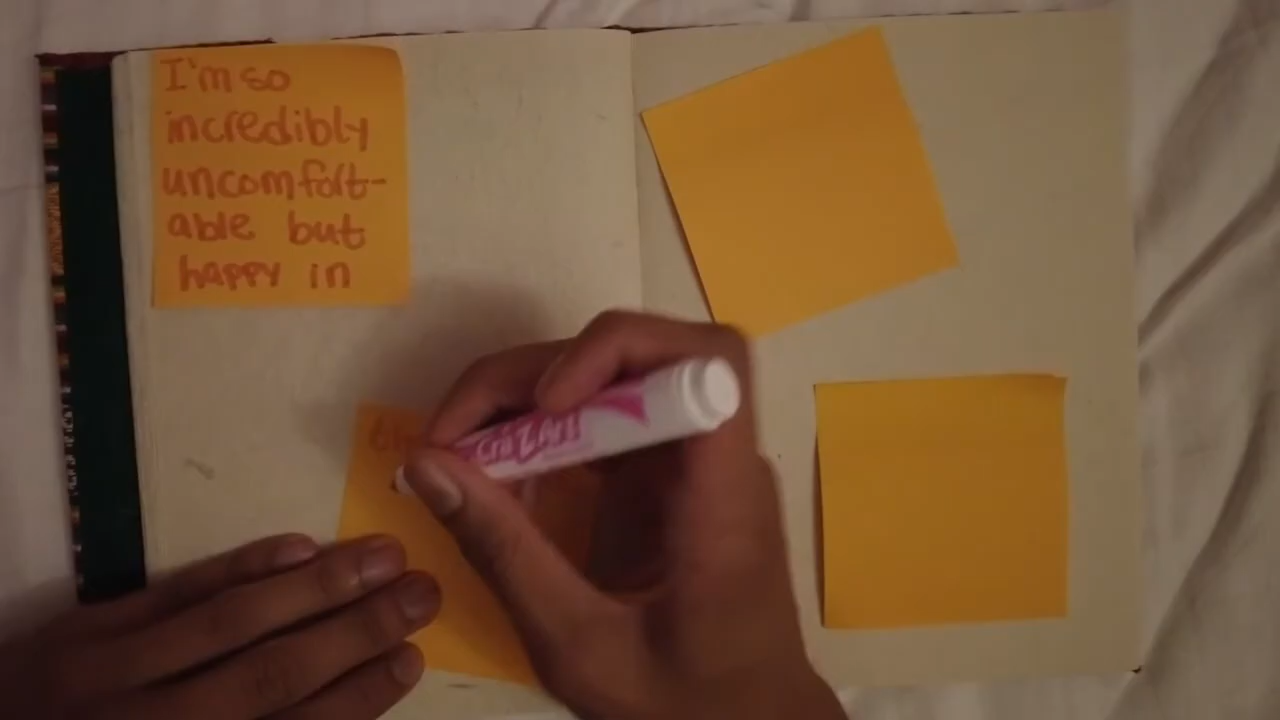 I'm so
incredibly
uncomfort-
able but
happy in